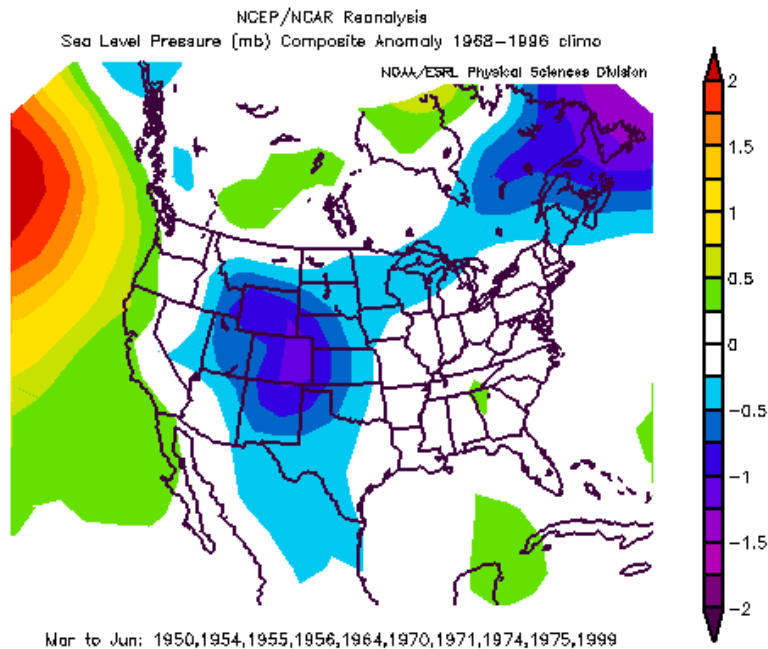 NCEP/NCAR Reanalysis
Sea Level Pressure (mb) Composite Anomaly 1968-1996 climo
NOAA/ESRL Physical Sciences Division
2
1.5
1
0.5
0
-0.5
-1
-1.5
-2
Mar to Jun: 1950,1954,1955,1956,1964,1970,1971,1974,1975,1999